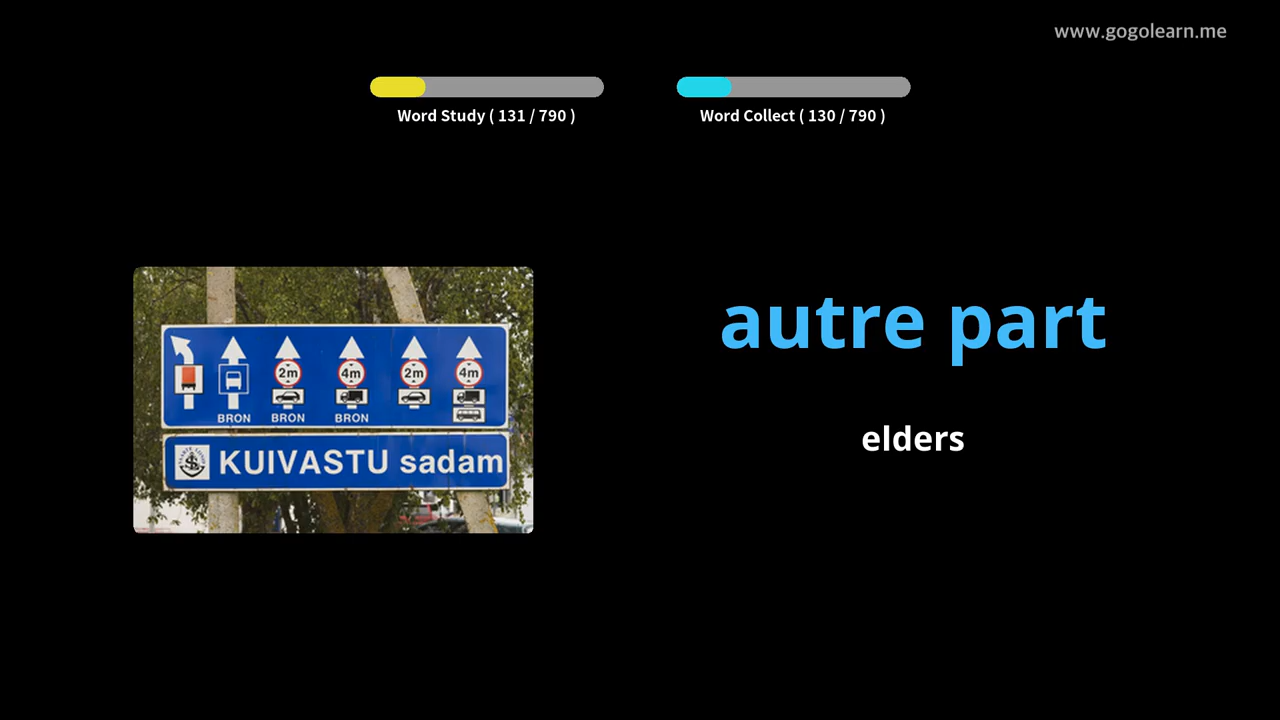 www.gogolearn.me
Word Study ( 131 / 790 )
Word Collect ( 130 / 790 )
2m 4m 2m 4m
BRON BRON BRON
KUIVASTU sadam
autre part
elders